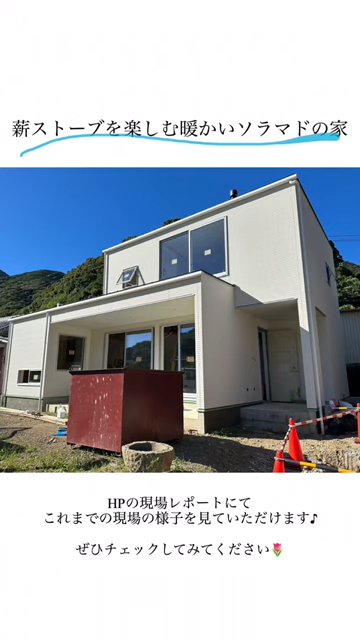 薪ストーブを楽しむ暖かいソラマドの家
HPの現場レポートにて
これまでの現場の様子を見ていただけます♪
ぜひチェックしてみてください🌷